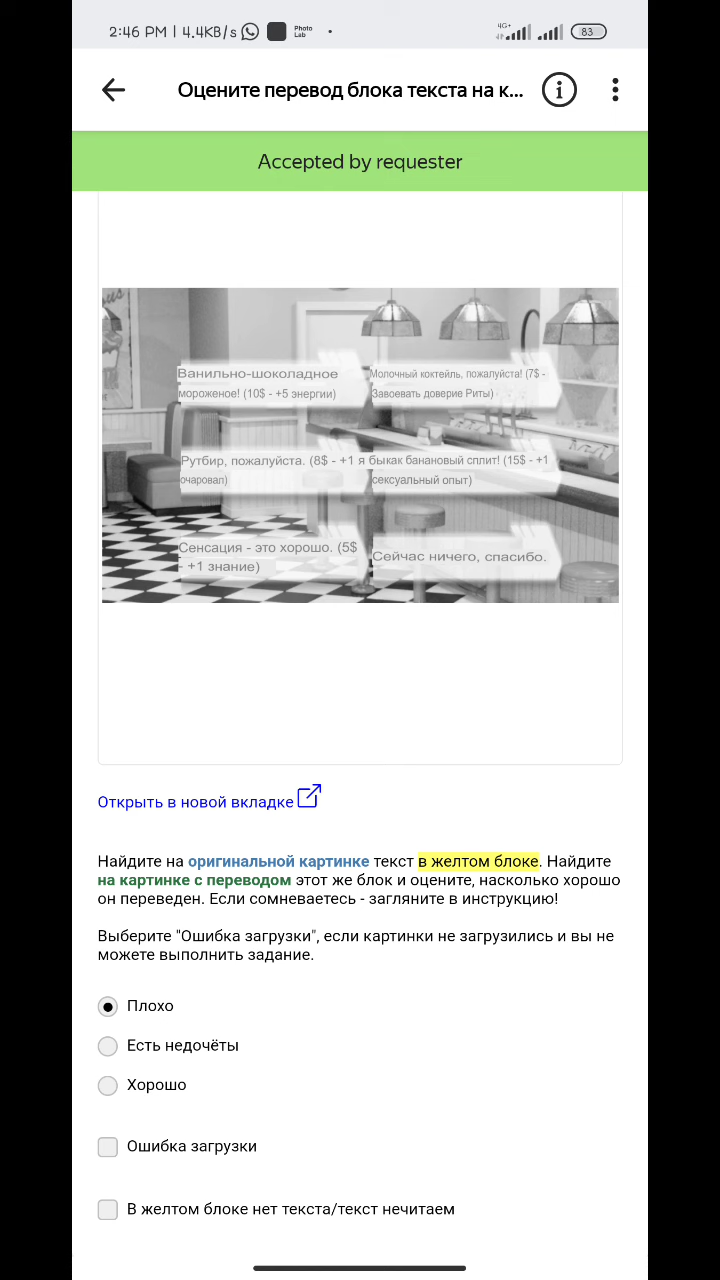 2:46 PM | 4.4KB/s Photo Lab 4G+ 83
Оцените перевод блока текста на к...
Accepted by requester
Ванильно-шоколадное Молочный коктейль, пожалуйста! (7$ -
мороженое! (10$ - +5 энергии) Завоевать доверие Риты)
Рутбир, пожалуйста. (8$ - +1 я быкак банановый сплит! (15$ - +1
очаровал) сексуальный опыт)
Сенсация - это хорошо. (5$ Сейчас ничего, спасибо.
- +1 знание)
Открыть в новой вкладке
Найдите на оригинальной картинке текст в желтом блоке. Найдите
на картинке с переводом этот же блок и оцените, насколько хорошо
он переведен. Если сомневаетесь - загляните в инструкцию!
Выберите "Ошибка загрузки", если картинки не загрузились и вы не
можете выполнить задание.
Плохо
Есть недочёты
Хорошо
Ошибка загрузки
В желтом блоке нет текста/текст нечитаем